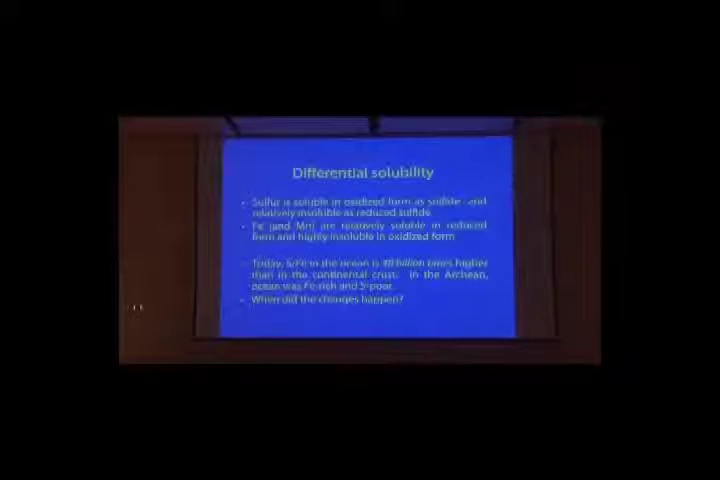 Differential solubility
• Sulfur is soluble in oxidized form as sulfate and
relatively insoluble as reduced sulfide
• Fe (and Mn) are relatively soluble in reduced
form and highly insoluble in oxidized form
• Today, S/Fe in the ocean is billion times higher
than in the continental crust. In the Archean,
ocean was Fe-rich and S-poor.
• When did the changes happen?